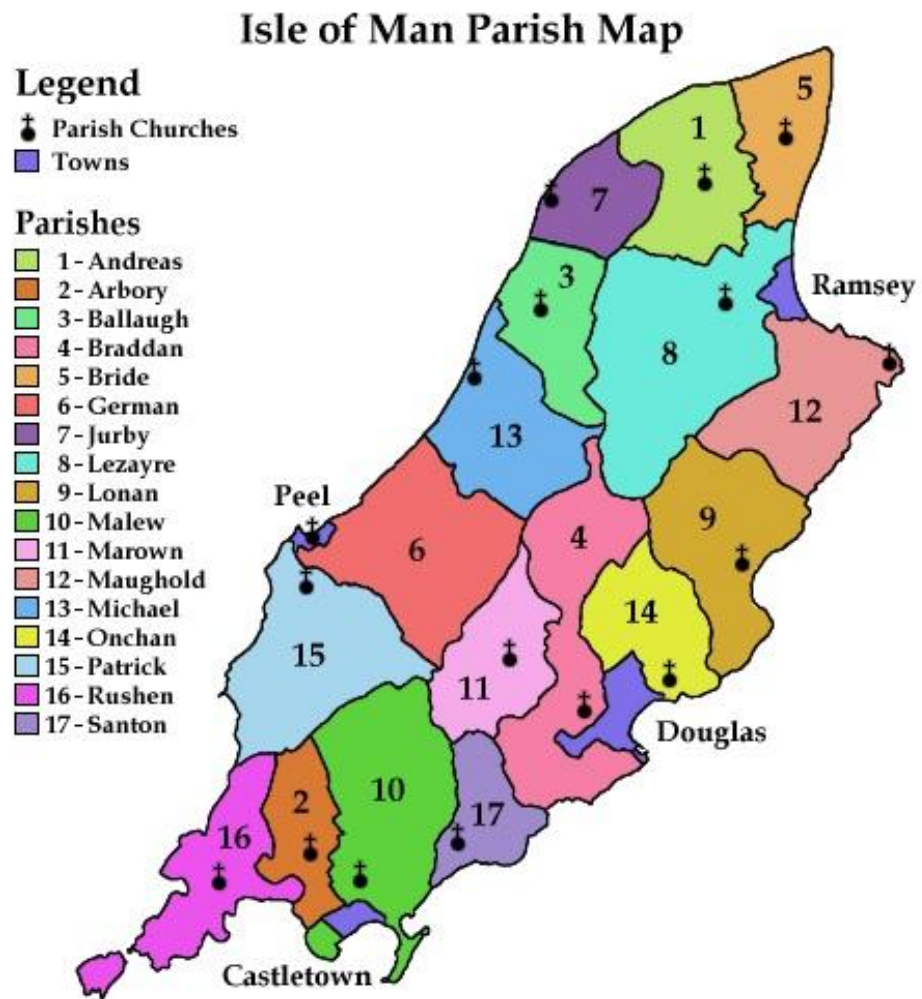 Isle of Man Parish Map
Legend
Parish Churches
Towns
Parishes
1 - Andreas
2 - Arbory
3 - Ballaugh
4 - Braddan
5 - Bride
6 - German
7 - Jurby
8 - Lezayre
9 - Lonan
10 - Malew
11 - Marown
12 - Maughold
13 - Michael
14 - Onchan
15 - Patrick
16 - Rushen
17 - Santon
5
1
7
3
Ramsey
8
12
13
Peel
9
4
6
14
15
11
Douglas
10
2
17
16
Castletown